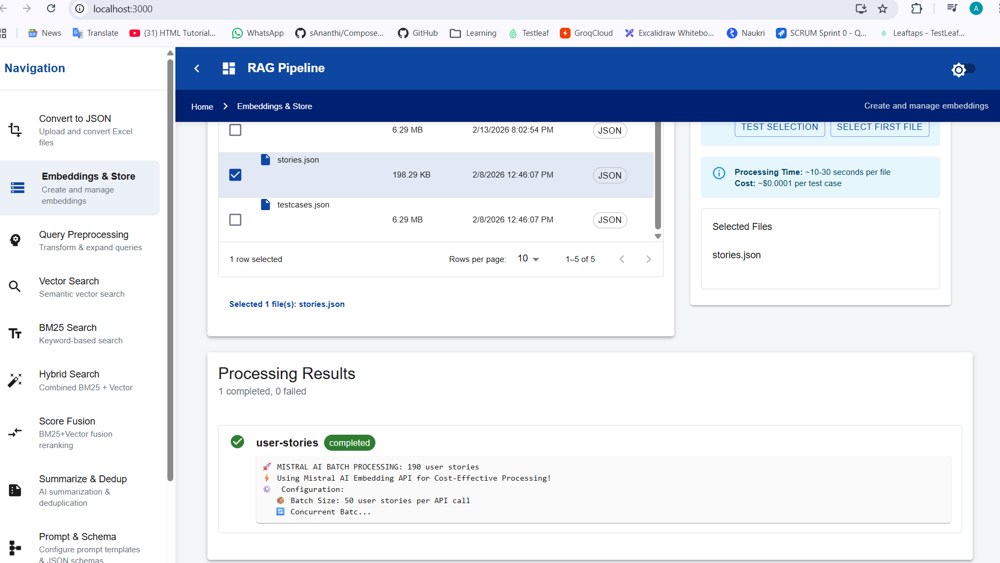 localhost:3000
A
News
Translate
(31) HTML Tutorial...
WhatsApp
sAnanthi/Compose...
GitHub
Learning
Testleaf
GroqCloud
Excalidraw Whitebo...
Naukri
SCRUM Sprint 0 - Q...
Leaftaps - TestLeaf...
Navigation
Convert to JSON
Upload and convert Excel
files
Embeddings & Store
Create and manage
embeddings
Query Preprocessing
Transform & expand queries
Vector Search
Semantic vector search
BM25 Search
Keyword-based search
Hybrid Search
Combined BM25 + Vector
Score Fusion
BM25+Vector fusion
reranking
Summarize & Dedup
AI summarization &
deduplication
Prompt & Schema
Configure prompt templates
& JSON schemas
RAG Pipeline
Home
Embeddings & Store
Create and manage embeddings
6.29 MB
2/13/2026 8:02:54 PM
JSON
stories.json
198.29 KB
2/8/2026 12:46:07 PM
JSON
testcases.json
6.29 MB
2/8/2026 12:46:07 PM
JSON
1 row selected
Rows per page:
10
1–5 of 5
Selected 1 file(s): stories.json
TEST SELECTION
SELECT FIRST FILE
Processing Time: ~10-30 seconds per file
Cost: ~$0.0001 per test case
Selected Files
stories.json
Processing Results
1 completed, 0 failed
user-stories
completed
🚀 MISTRAL AI BATCH PROCESSING: 190 user stories
⚡ Using Mistral AI Embedding API for Cost-Effective Processing!
⚙️ Configuration:
📦 Batch Size: 50 user stories per API call
🔄 Concurrent Batc...